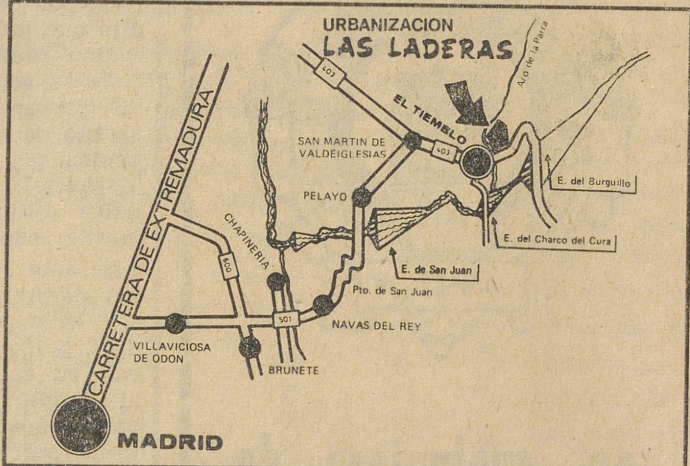 URBANIZACION
LAS LADERAS
Aro de la Parra
403
EL TIEMBLO
403
SAN MARTIN DE
VALDEIGLESIAS
E. del Burguillo
PELAYO
E. del Charco del Cura
CARRETERA DE EXTREMADURA
CHAPINERIA
E. de San Juan
600
Pto. de San Juan
501
NAVAS DEL REY
VILLAVICIOSA
DE ODON
BRUNETE
MADRID